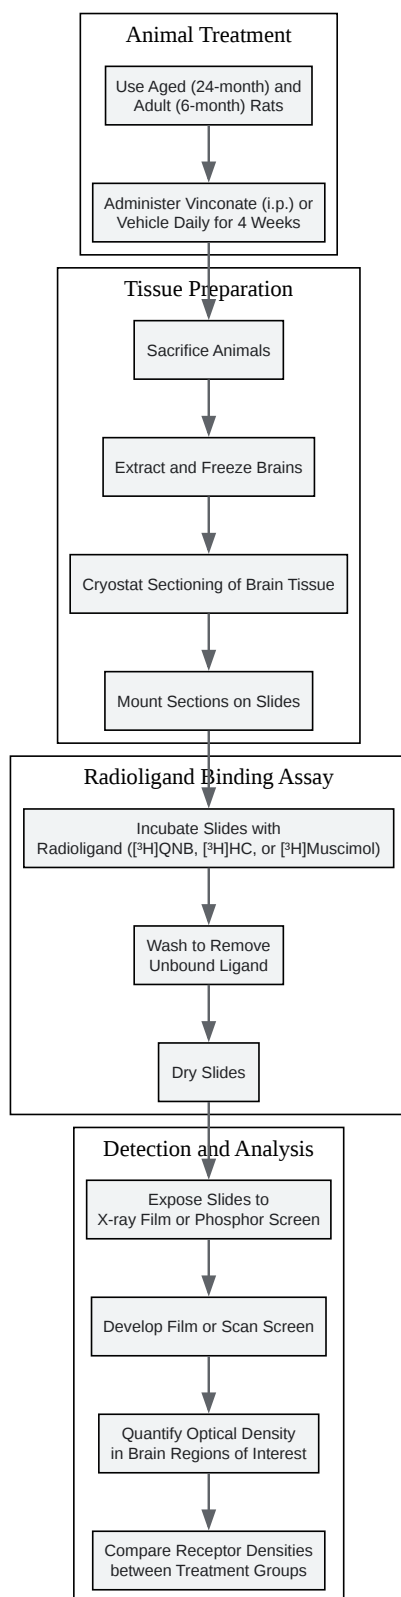 Animal Treatment
Use Aged (24-month) and
Adult (6-month) Rats
Administer Vinconate (i.p.) or
Vehicle Daily for 4 Weeks
Tissue Preparation
Sacrifice Animals
Extract and Freeze Brains
Cryostat Sectioning of Brain Tissue
Mount Sections on Slides
Radioligand Binding Assay
Incubate Slides with
Radioligand ([³H]QNB, [³H]HC, or [³H]Muscimol)
Wash to Remove
Unbound Ligand
Dry Slides
Detection and Analysis
Expose Slides to
X-ray Film or Phosphor Screen
Develop Film or Scan Screen
Quantify Optical Density
in Brain Regions of Interest
Compare Receptor Densities
between Treatment Groups